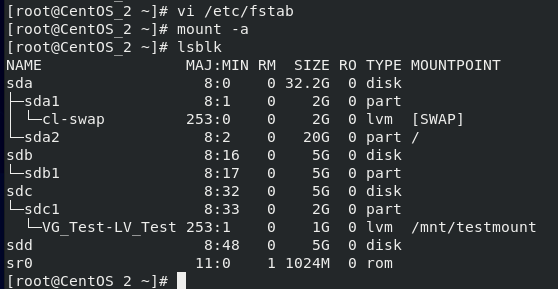 [root@CentOS_2 ~]# vi /etc/fstab
[root@CentOS_2 ~]# mount -a
[root@CentOS_2 ~]# lsblk
NAME                MAJ:MIN RM  SIZE RO TYPE MOUNTPOINT
sda                   8:0    0 32.2G  0 disk
├─sda1                8:1    0    2G  0 part
│ └─cl-swap         253:0    0    2G  0 lvm  [SWAP]
└─sda2                8:2    0   20G  0 part /
sdb                   8:16   0    5G  0 disk
└─sdb1                8:17   0    5G  0 part
sdc                   8:32   0    5G  0 disk
└─sdc1                8:33   0    2G  0 part
  └─VG_Test-LV_Test 253:1    0    1G  0 lvm  /mnt/testmount
sdd                   8:48   0    5G  0 disk
sr0                  11:0    1 1024M  0 rom
[root@CentOS_2 ~]#